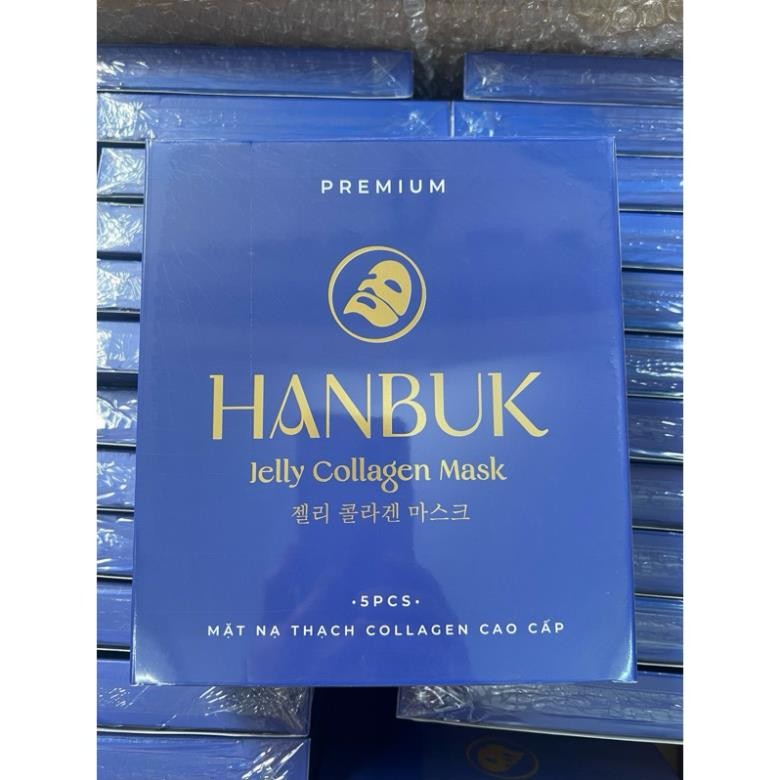 PREMIUM
HANBUK
Jelly Collagen Mask
젤리 콜라겐 마스크
•5PCS•
MẶT NẠ THẠCH COLLAGEN CAO CẤP